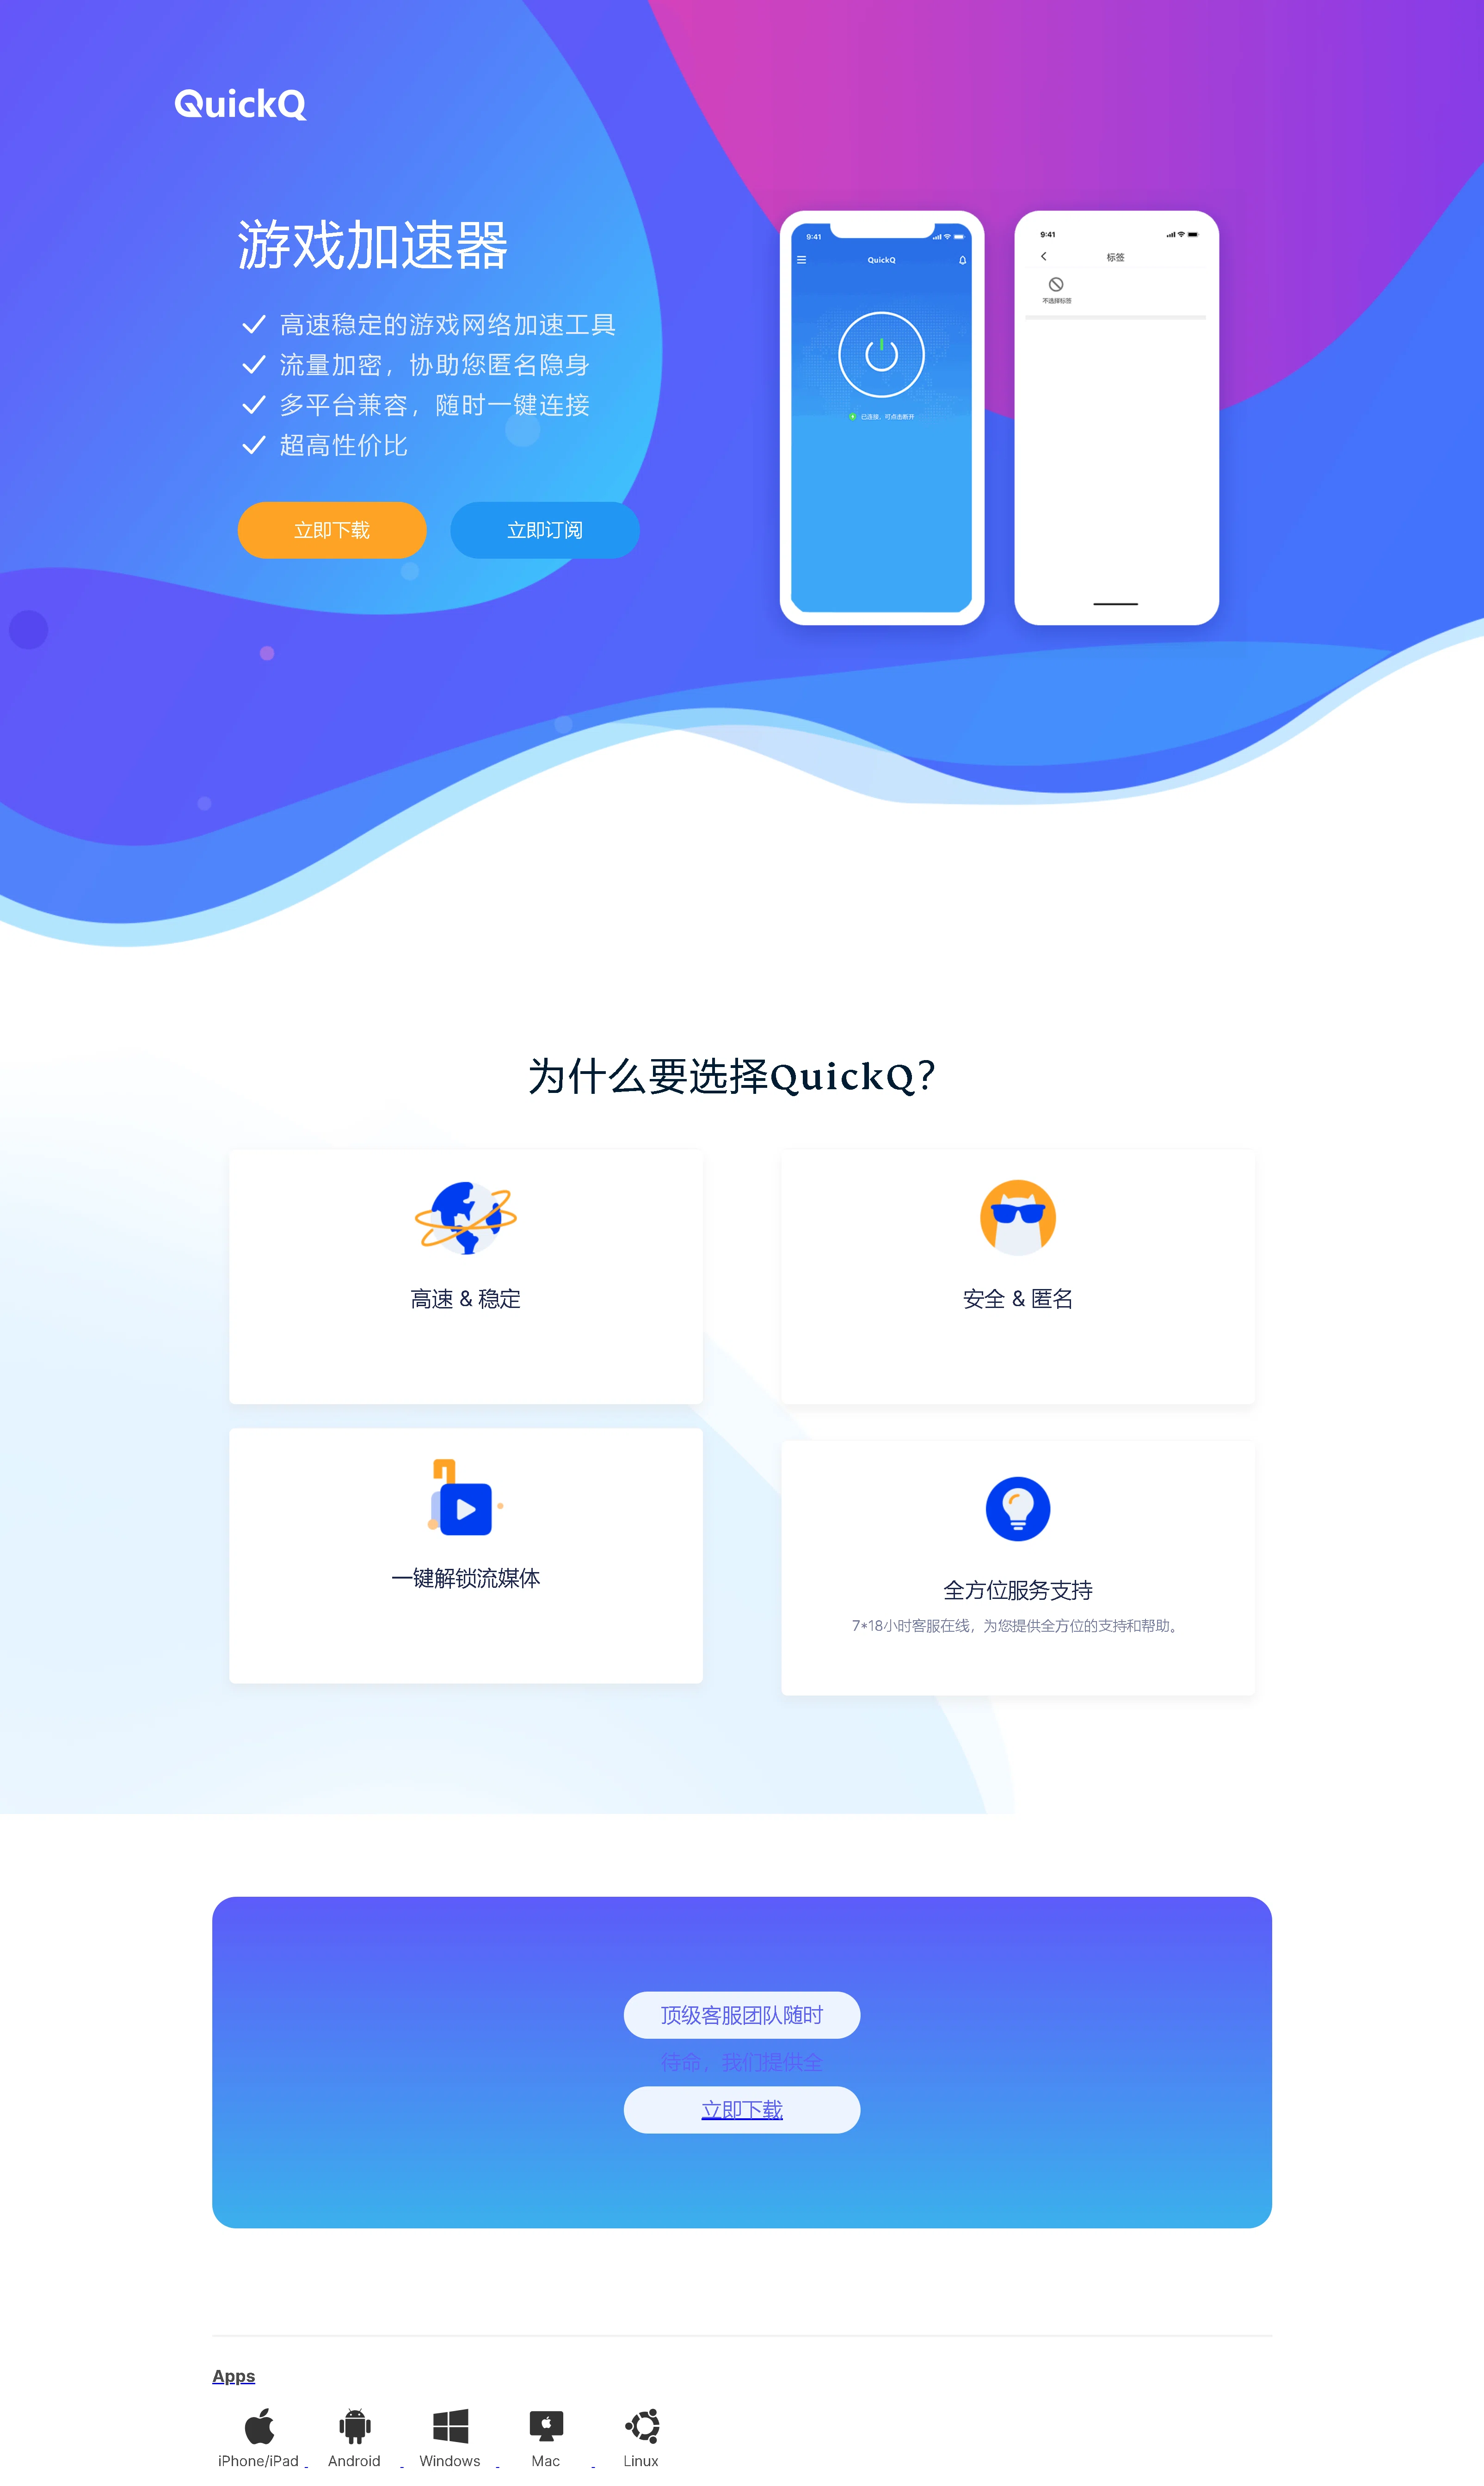 QuickQ
游戏加速器
高速稳定的游戏网络加速工具
流量加密，协助您匿名隐身
多平台兼容，随时一键连接
超高性价比
立即下载
立即订阅
9:41
QuickQ
已连接，可点击断开
9:41
标签
不选择标签
为什么要选择QuickQ？
高速 & 稳定
安全 & 匿名
一键解锁流媒体
全方位服务支持
7*18小时客服在线，为您提供全方位的支持和帮助。
顶级客服团队随时
待命，我们提供全
立即下载
Apps
iPhone/iPad
Android
Windows
Mac
Linux